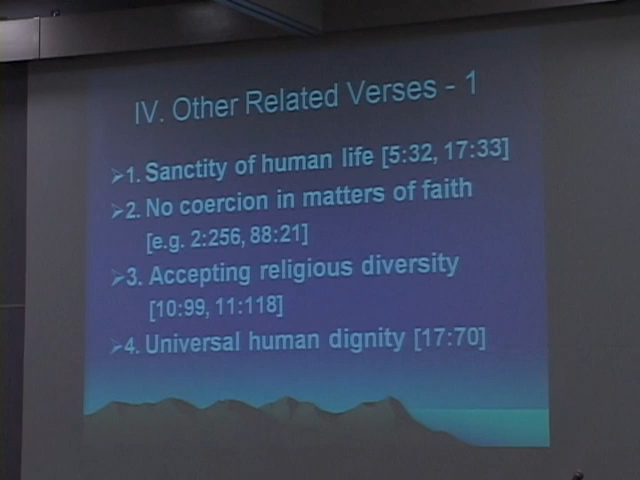 IV. Other Related Verses - 1
➢1. Sanctity of human life [5:32, 17:33]
➢2. No coercion in matters of faith
[e.g. 2:256, 88:21]
➢3. Accepting religious diversity
[10:99, 11:118]
➢4. Universal human dignity [17:70]